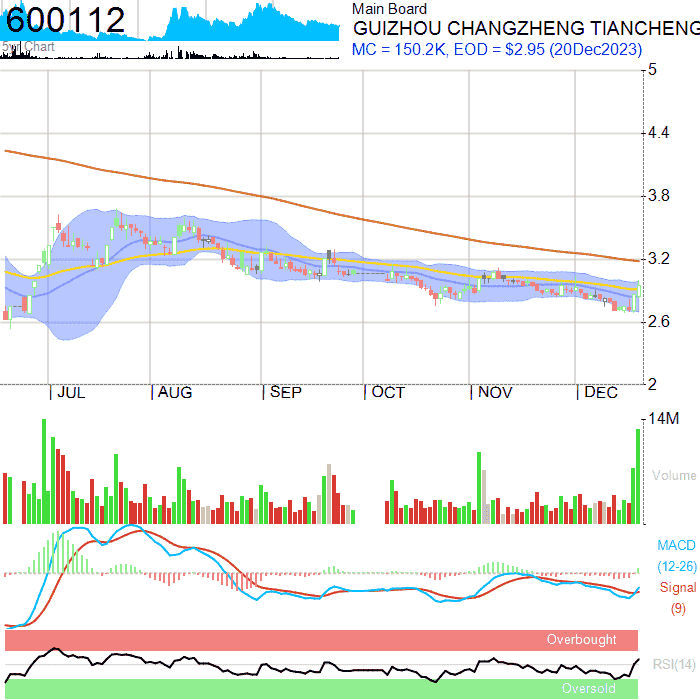 600112
5yr Chart
Main Board
GUIZHOU CHANGZHENG TIANCHENG
MC = 150.2K, EOD = $2.95 (20Dec2023)
5
4.4
3.8
3.2
2.6
2
JUL AUG SEP OCT NOV DEC
14M
Volume
MACD
(12-26)
Signal
(9)
Overbought
RSI(14)
Oversold